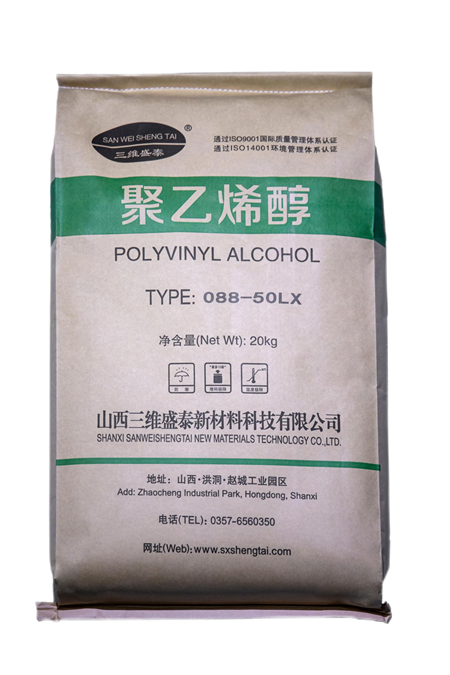 SAN WEI SHENG TAI
三维盛泰
®
通过ISO9001国际质量管理体系认证
通过ISO14001环境管理体系认证
聚乙烯醇
POLYVINYL ALCOHOL
TYPE: 088-50LX
净含量(Net Wt): 20kg
山西三维盛泰新材料科技有限公司
SHANXI SANWEISHENGTAI NEW MATERIALS TECHNOLOGY CO.,LTD.
地址: 山西·洪洞·赵城工业园区
Add: Zhaocheng Industrial Park, Hongdong, Shanxi
电话(TEL): 0357-6560350
网址(Web): www.sxshengtai.com